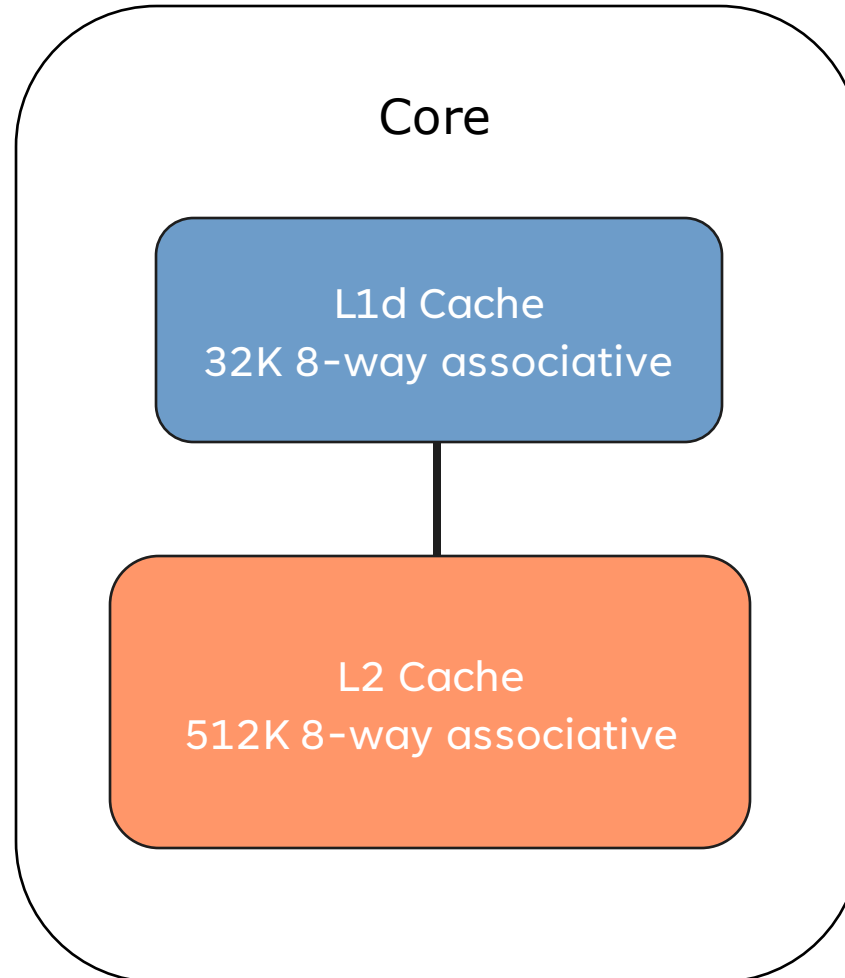 Core
L1d Cache
32K 8-way associative
L2 Cache
512K 8-way associative